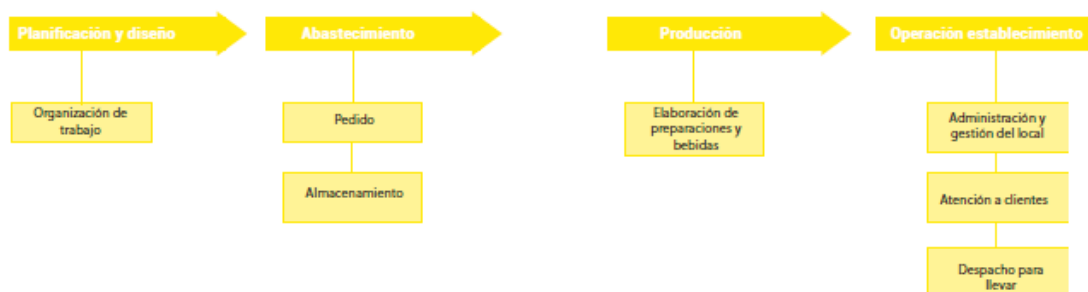 Planificación y diseño
Abastecimiento
Producción
Operación establecimiento
Organización de
trabajo
Pedido
Almacenamiento
Elaboración de
preparaciones y
bebidas
Administración y
gestión del local
Atención a clientes
Despacho para
llevar